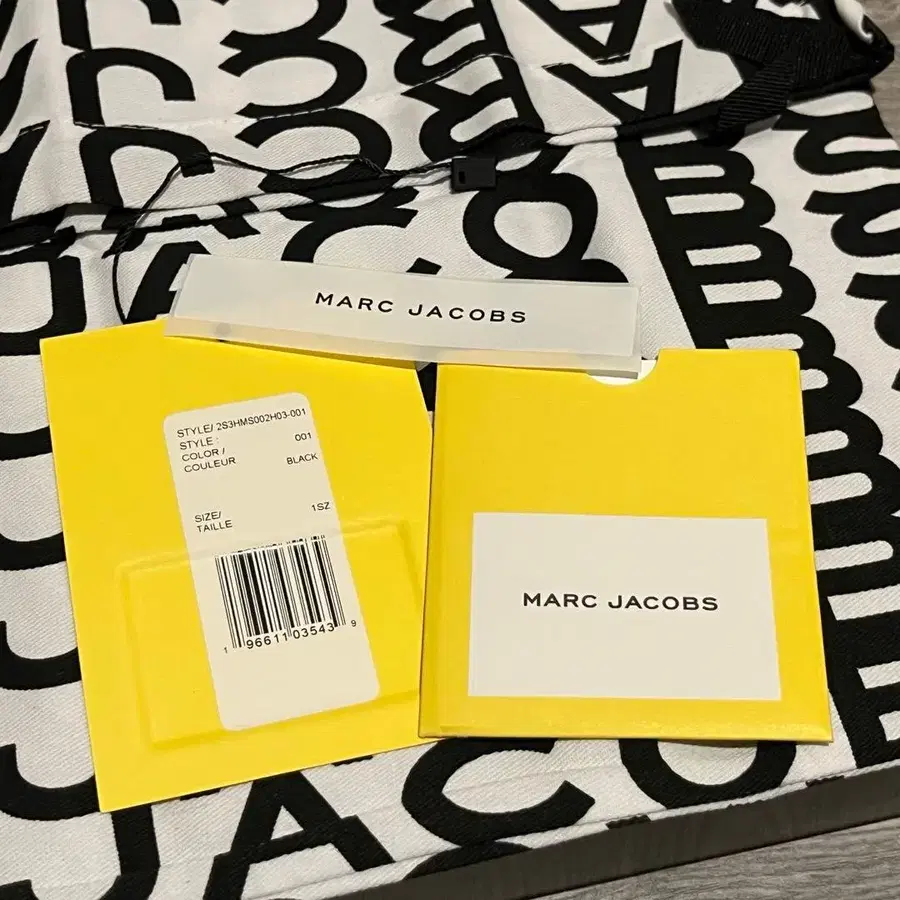 MARC JACOBS
STYLE/ 2S3HMS002H03-001
STYLE :
COLOR / 001
COULEUR BLACK
SIZE/ 1SZ
TAILLE
1 96611 03543 9
MARC JACOBS
JACOB